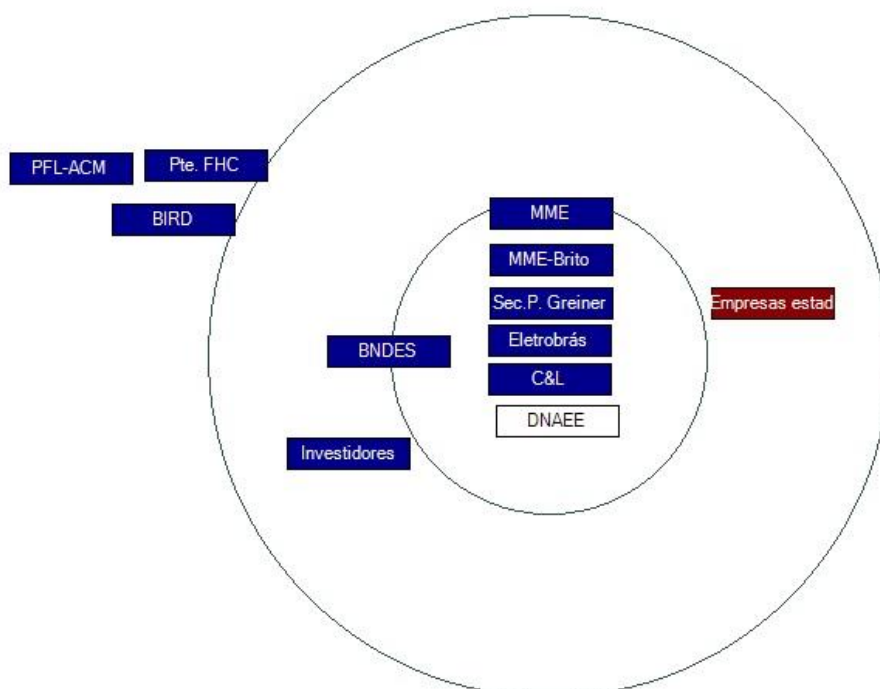 PFL-ACM
Pte. FHC
BIRD
MME
MME-Brito
Sec.P. Greiner
Empresas estad
Eletrobrás
BNDES
C&L
DNAEE
Investidores